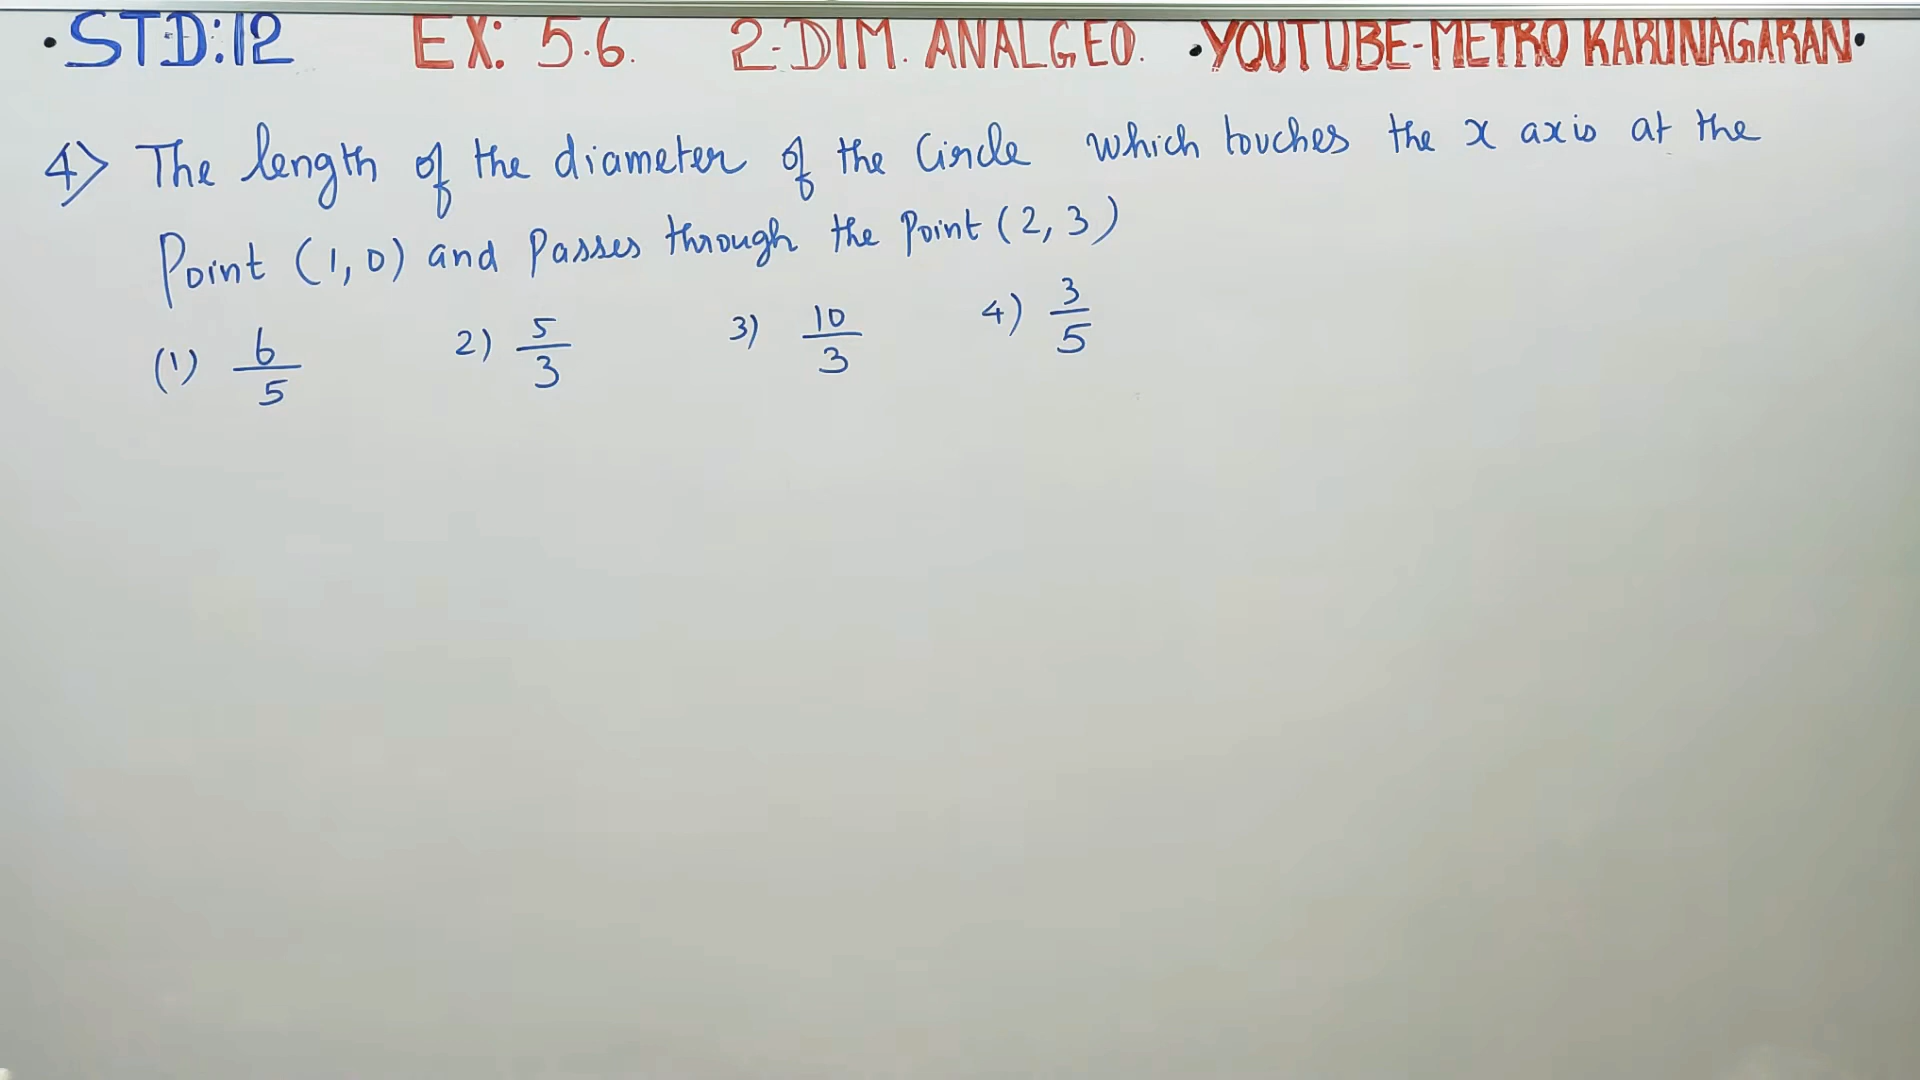 •STD:12 EX: 5.6. 2-DIM. ANALGEO. •YOUTUBE-METRO KARUNAGARAN•
4) The length of the diameter of the Circle which touches the x axis at the
Point (1,0) and Passes through the Point (2,3)
(1) 6/5 2) 5/3 3) 10/3 4) 3/5